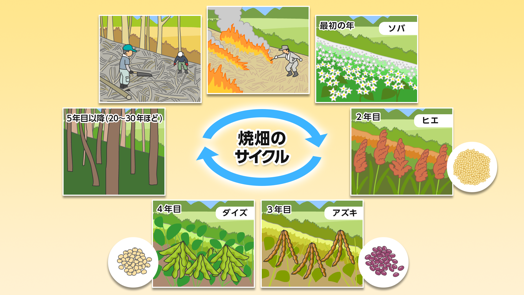 最初の年
ソバ
5年目以降(20~30年ほど)
焼畑の
サイクル
2年目
ヒエ
4年目
ダイズ
3年目
アズキ